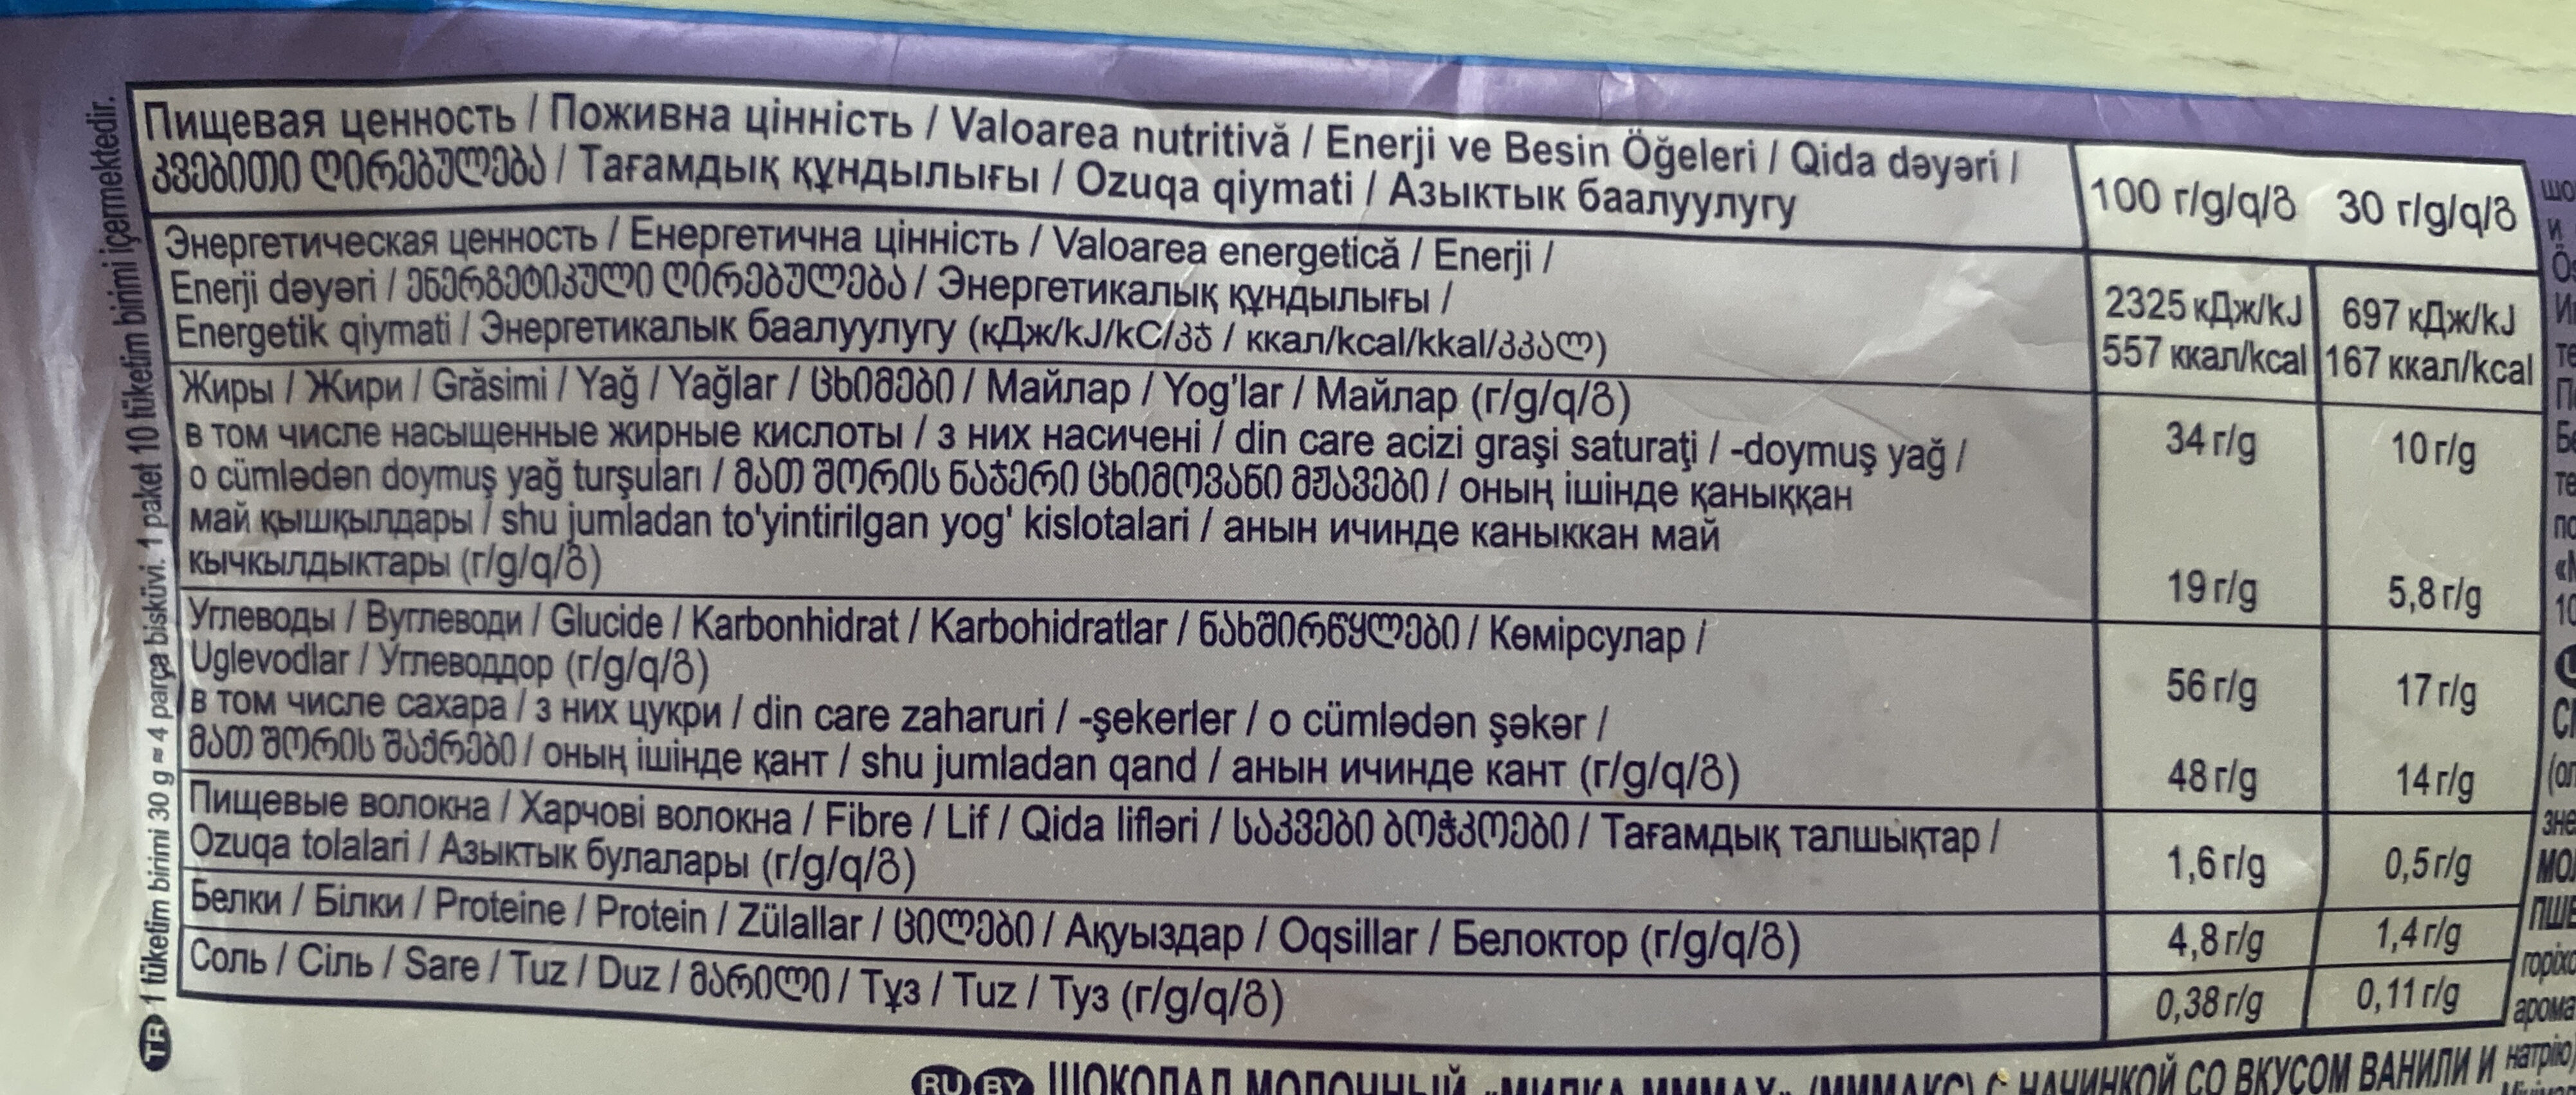 Пищевая ценность / Поживна цінність / Valoarea nutritivă / Enerji ve Besin Öğeleri / Qida dəyəri /
კვებითი ღირებულება / Тағамдық құндылығы / Ozuqa qiymati / Азыктык баалуулугу
100 г/g/q/გ 30 г/g/q/გ
Энергетическая ценность / Енергетична цінність / Valoarea energetică / Enerji /
Enerji dəyəri / ენერგეტიკული ღირებულება / Энергетикалық құндылығы /
Energetik qiymati / Энергетикалык баалуулугу (кДж/kJ/kC/კჯ / ккал/kcal/kkal/კკალ)
2325 кДж/kJ 697 кДж/kJ
557 ккал/kcal 167 ккал/kcal
Жиры / Жири / Grăsimi / Yağ / Yağlar / ცხიმები / Майлар / Yog'lar / Майлар (г/g/q/გ)
34 г/g 10 г/g
в том числе насыщенные жирные кислоты / з них насичені / din care acizi graşi saturaţi / -doymuş yağ /
o cümlədən doymuş yağ turşuları / მათ შორის ნაჯერი ცხიმოვანი მჟავები / оның ішінде қаныққан
май қышқылдары / shu jumladan to'yintirilgan yog' kislotalari / анын ичинде каныккан май
кычкылдыктары (г/g/q/გ)
19 г/g 5,8 г/g
Углеводы / Вуглеводи / Glucide / Karbonhidrat / Karbohidratlar / ნახშირწყლები / Көмірсулар /
Uglevodlar / Углеводдор (г/g/q/გ)
56 г/g 17 г/g
в том числе сахара / з них цукри / din care zaharuri / -şekerler / o cümlədən şəkər /
მათ შორის შაქრები / оның ішінде қант / shu jumladan qand / анын ичинде кант (г/g/q/გ)
48 г/g 14 г/g
Пищевые волокна / Харчові волокна / Fibre / Lif / Qida lifləri / საკვები ბოჭკოები / Тағамдық талшықтар /
Ozuqa tolalari / Азыктык булалары (г/g/q/გ)
1,6 г/g 0,5 г/g
Белки / Білки / Proteine / Protein / Zülallar / ცილები / Ақуыздар / Oqsillar / Белоктор (г/g/q/გ)
4,8 г/g 1,4 г/g
Соль / Сіль / Sare / Tuz / Duz / მარილი / Тұз / Tuz / Туз (г/g/q/გ)
0,38 г/g 0,11 г/g
TR 1 tüketim birimi 30 g ≈ 4 parça bisküvi. 1 paket 10 tüketim birimi içermektedir.
RU BY ШОКОЛАД МОЛОЧНЫЙ «МИЛКА МММАХ» (МММАКС) С НАЧИНКОЙ СО ВКУСОМ ВАНИЛИ И